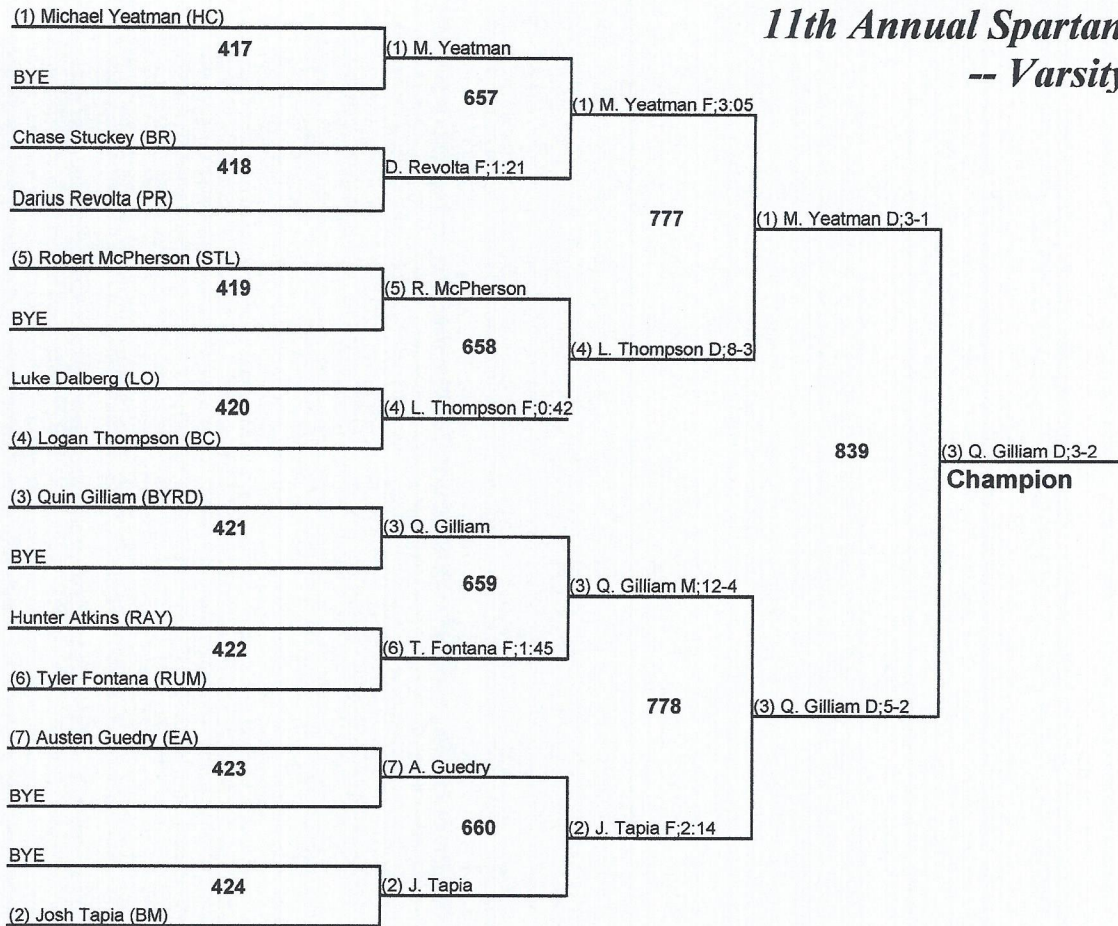 11th Annual Spartan
-- Varsity
(1) Michael Yeatman (HC)
417
BYE
(1) M. Yeatman
657
Chase Stuckey (BR)
418
Darius Revolta (PR)
D. Revolta F;1:21
(1) M. Yeatman F;3:05
777
(5) Robert McPherson (STL)
419
BYE
(5) R. McPherson
658
Luke Dalberg (LO)
420
(4) Logan Thompson (BC)
(4) L. Thompson F;0:42
(4) L. Thompson D;8-3
(1) M. Yeatman D;3-1
839
(3) Quin Gilliam (BYRD)
421
BYE
(3) Q. Gilliam
659
Hunter Atkins (RAY)
422
(6) Tyler Fontana (RUM)
(6) T. Fontana F;1:45
(3) Q. Gilliam M;12-4
778
(7) Austen Guedry (EA)
423
BYE
(7) A. Guedry
660
BYE
424
(2) Josh Tapia (BM)
(2) J. Tapia
(2) J. Tapia F;2:14
(3) Q. Gilliam D;5-2
(3) Q. Gilliam D;3-2
Champion